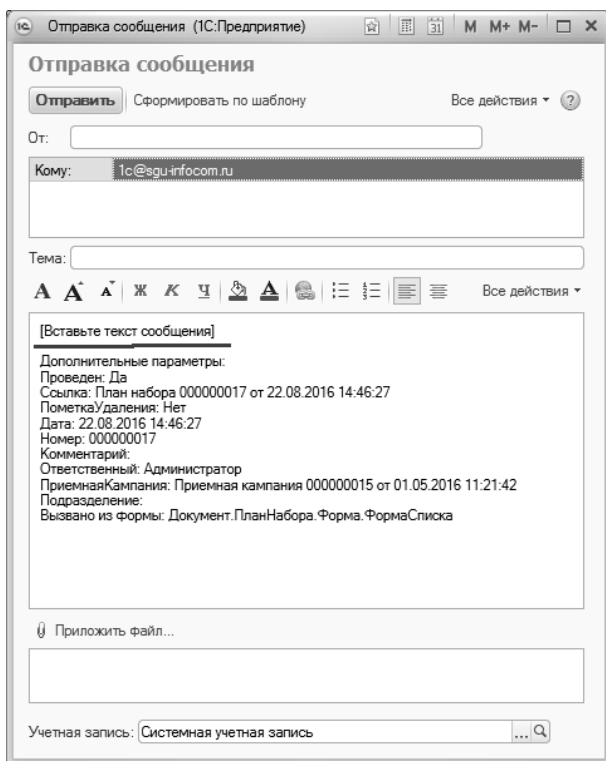 1С Отправка сообщения (1С:Предприятие) 31 M M+ M-
Отправка сообщения
Отправить Сформировать по шаблону Все действия ?
От:
Кому: 1c@sgu-infocom.ru
Тема:
A A A Ж К Ч A Все действия
[Вставьте текст сообщения]
Дополнительные параметры:
Проведен: Да
Ссылка: План набора 000000017 от 22.08.2016 14:46:27
ПометкаУдаления: Нет
Дата: 22.08.2016 14:46:27
Номер: 000000017
Комментарий:
Ответственный: Администратор
ПриемнаяКампания: Приемная кампания 000000015 от 01.05.2016 11:21:42
Подразделение:
Вызвано из формы: Документ.ПланНабора.Форма.ФормаСписка
Приложить файл...
Учетная запись: Системная учетная запись ...